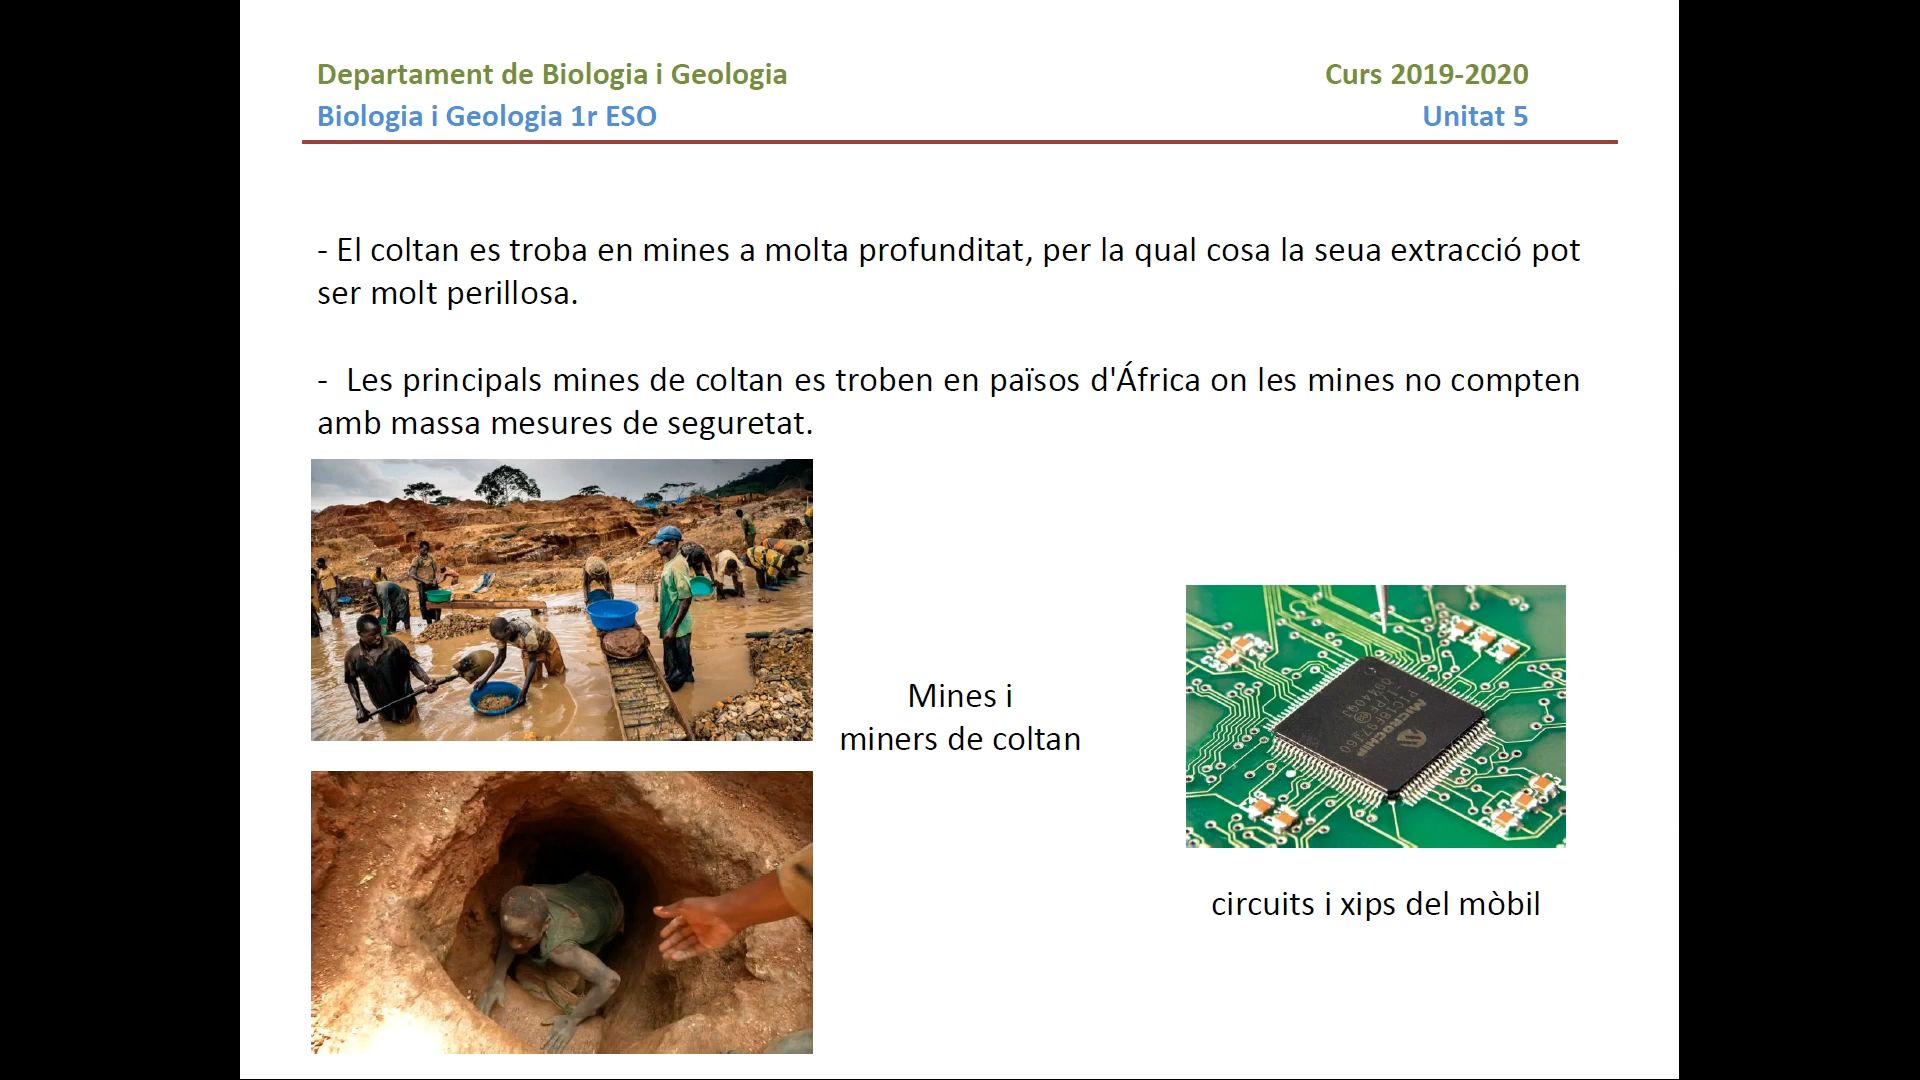 Departament de Biologia i Geologia
Curs 2019-2020
Biologia i Geologia 1r ESO
Unitat 5
- El coltan es troba en mines a molta profunditat, per la qual cosa la seua extracció pot
ser molt perillosa.
- Les principals mines de coltan es troben en països d'África on les mines no compten
amb massa mesures de seguretat.
Mines i
miners de coltan
MICROCHIP
circuits i xips del mòbil